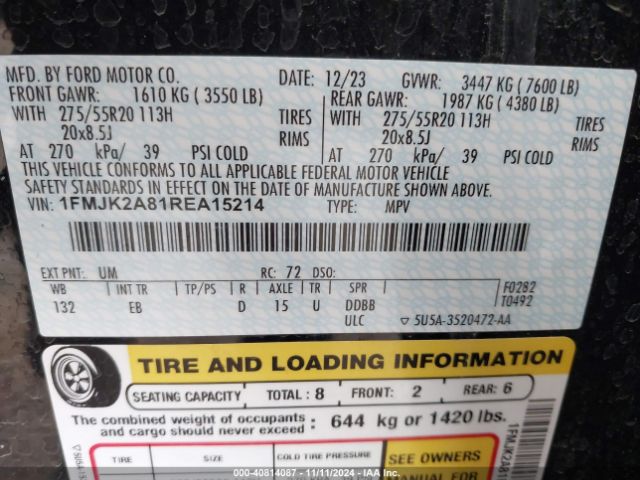 MFD. BY FORD MOTOR CO.
DATE: 12/23 GVWR: 3447 KG (7600 LB)
FRONT GAWR: 1610 KG (3550 LB)
REAR GAWR: 1987 KG (4380 LB)
WITH 275/55R20 113H TIRES
WITH 275/55R20 113H TIRES
20x8.5J RIMS
20x8.5J RIMS
AT 270 kPa/ 39 PSI COLD
AT 270 kPa/ 39 PSI COLD
THIS VEHICLE CONFORMS TO ALL APPLICABLE FEDERAL MOTOR VEHICLE
SAFETY STANDARDS IN EFFECT ON THE DATE OF MANUFACTURE SHOWN ABOVE.
VIN: 1FMJK2A81REA15214 TYPE: MPV
EXT PNT: UM RC: 72 DSO:
WB INT TR TP/PS R AXLE TR SPR F0282
132 EB D 15 U DDBB T0492
ULC ▽ 5U5A-3520472-AA
TIRE AND LOADING INFORMATION
SEATING CAPACITY TOTAL : 8 FRONT: 2 REAR: 6
The combined weight of occupants and cargo should never exceed : 644 kg or 1420 lbs.
TIRE SIZE COLD TIRE PRESSURE SEE OWNERS
MANUAL FOR
1FMJK2A81
000-40814087 - 11/11/2024 - IAA Inc.